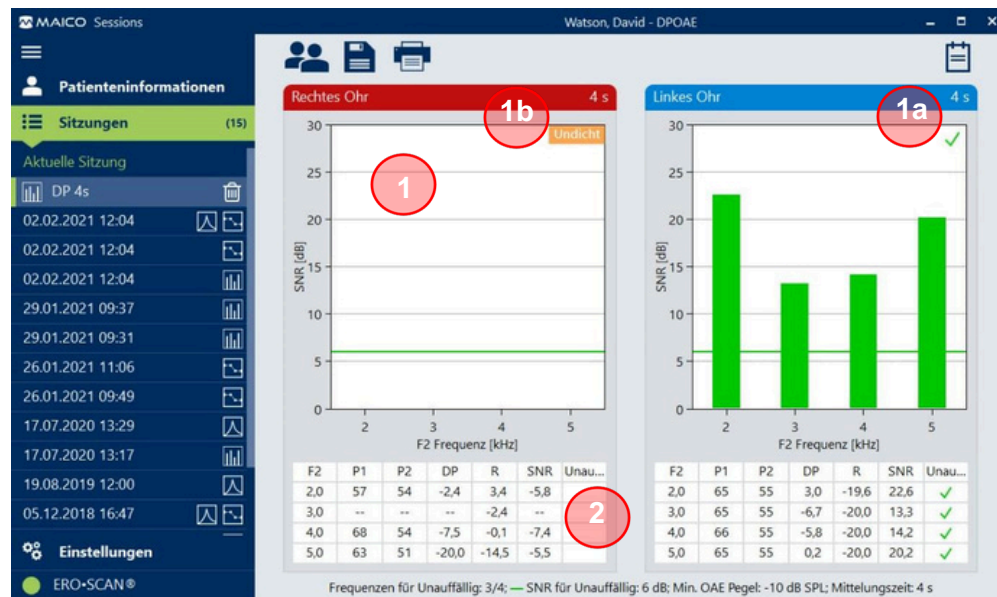 MAICO Sessions
Watson, David - DPOAE
Patienteninformationen
Sitzungen (15)
Aktuelle Sitzung
DP 4s
02.02.2021 12:04
02.02.2021 12:04
02.02.2021 12:04
29.01.2021 09:37
29.01.2021 09:31
26.01.2021 11:06
26.01.2021 09:49
17.07.2020 13:29
17.07.2020 13:17
19.08.2019 12:00
05.12.2018 16:47
Einstellungen
ERO•SCAN®
Rechtes Ohr 4 s
1b
Undicht
1
30
25
20
15
10
5
0
SNR [dB]
2 3 4 5
F2 Frequenz [kHz]
F2 P1 P2 DP R SNR Unau...
2,0 57 54 -2,4 3,4 -5,8
3,0 -- -- -- -2,4 --
4,0 68 54 -7,5 -0,1 -7,4
5,0 63 51 -20,0 -14,5 -5,5
2
Linkes Ohr 4 s
1a
30
25
20
15
10
5
0
SNR [dB]
2 3 4 5
F2 Frequenz [kHz]
F2 P1 P2 DP R SNR Unau...
2,0 65 55 3,0 -19,6 22,6 ✓
3,0 65 55 -6,7 -20,0 13,3 ✓
4,0 66 55 -5,8 -20,0 14,2 ✓
5,0 65 55 0,2 -20,0 20,2 ✓
Frequenzen für Unauffällig: 3/4; — SNR für Unauffällig: 6 dB; Min. OAE Pegel: -10 dB SPL; Mittelungszeit: 4 s